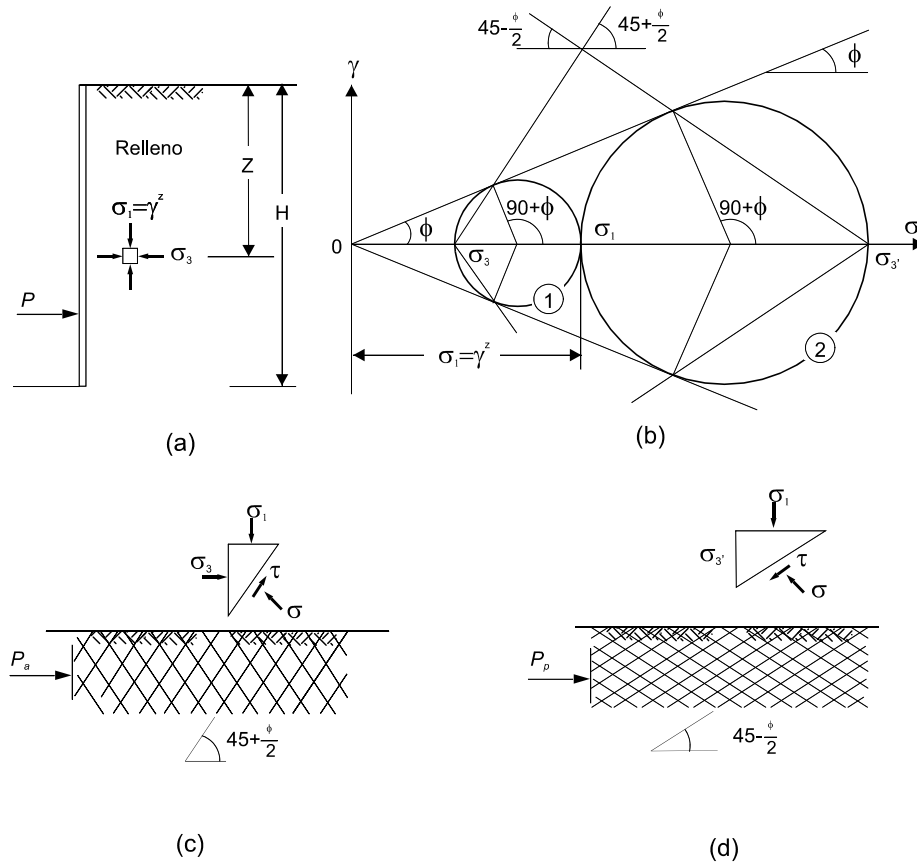 γ
Relleno
Z
H
σ₁=γᶻ
σ₃
P
(a)
45-ϕ/2
45+ϕ/2
ϕ
γ
0
ϕ
90+ϕ
σ₃
σ₁
90+ϕ
σ
σ₃'
1
2
σ₁=γᶻ
(b)
σ₁
σ₃
τ
σ
Pₐ
45+ϕ/2
(c)
σ₁
σ₃'
τ
σ
Pₚ
45-ϕ/2
(d)